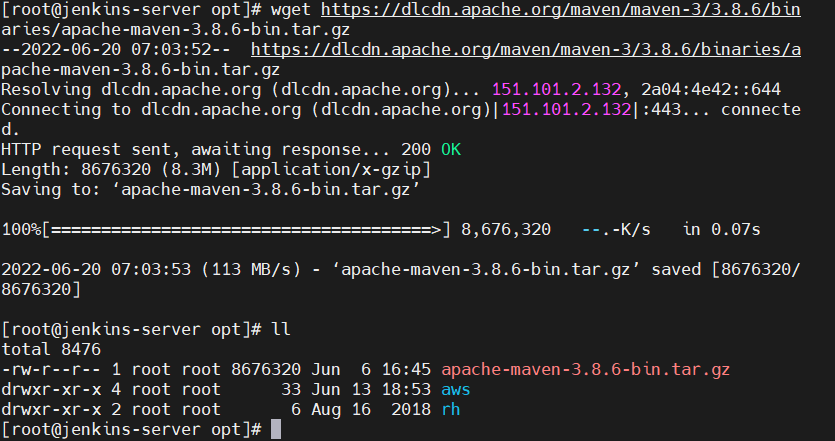 [root@jenkins-server opt]# wget https://dlcdn.apache.org/maven/maven-3/3.8.6/bin
aries/apache-maven-3.8.6-bin.tar.gz
--2022-06-20 07:03:52--  https://dlcdn.apache.org/maven/maven-3/3.8.6/binaries/a
pache-maven-3.8.6-bin.tar.gz
Resolving dlcdn.apache.org (dlcdn.apache.org)... 151.101.2.132, 2a04:4e42::644
Connecting to dlcdn.apache.org (dlcdn.apache.org)|151.101.2.132|:443... connecte
d.
HTTP request sent, awaiting response... 200 OK
Length: 8676320 (8.3M) [application/x-gzip]
Saving to: ‘apache-maven-3.8.6-bin.tar.gz’
100%[======================================>] 8,676,320   --.-K/s   in 0.07s
2022-06-20 07:03:53 (113 MB/s) - ‘apache-maven-3.8.6-bin.tar.gz’ saved [8676320/
8676320]
[root@jenkins-server opt]# ll
total 8476
-rw-r--r-- 1 root root 8676320 Jun  6 16:45 apache-maven-3.8.6-bin.tar.gz
drwxr-xr-x 4 root root      33 Jun 13 18:53 aws
drwxr-xr-x 2 root root       6 Aug 16  2018 rh
[root@jenkins-server opt]#